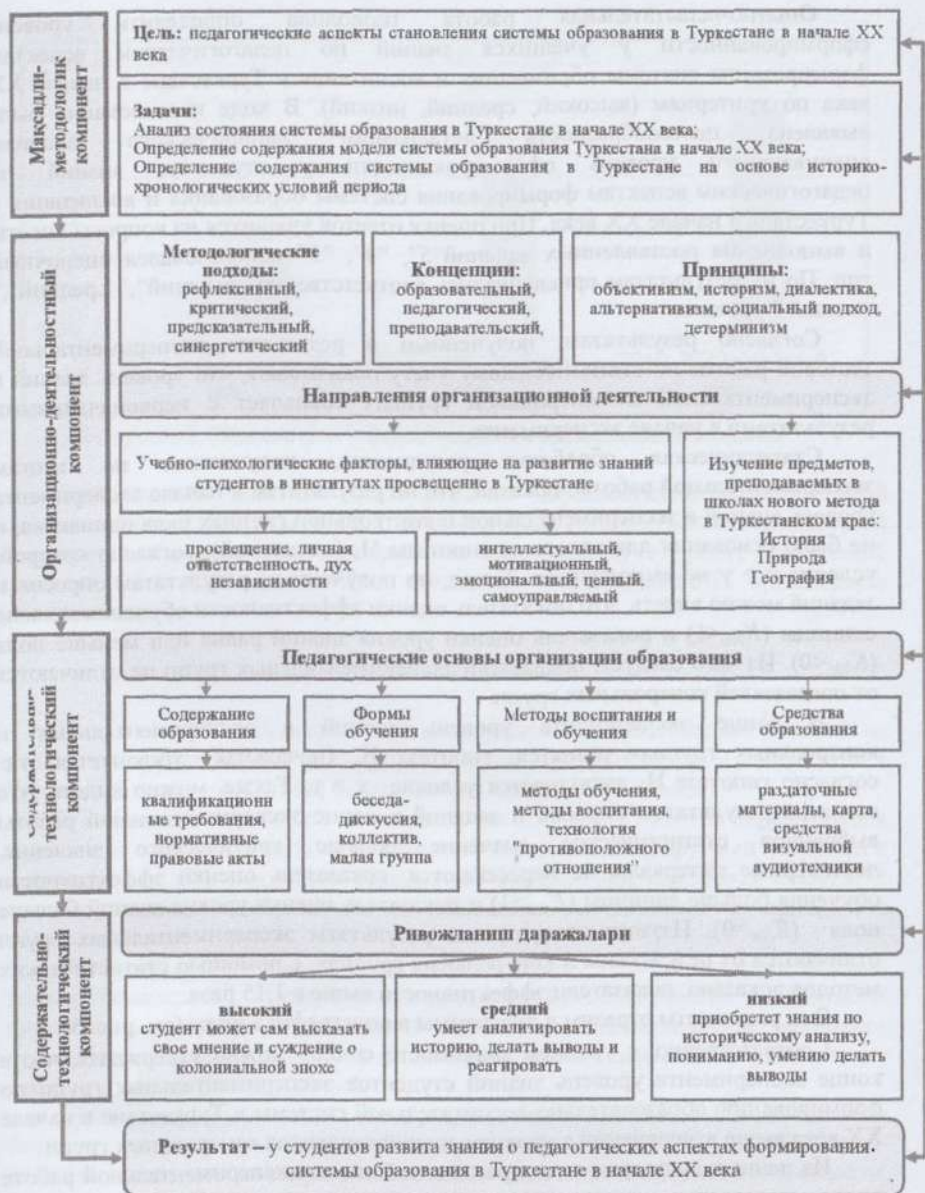 Цель: педагогические аспекты становления системы образования в Туркестане в начале XX
века
Мақсадли-
методологик
компонент
Задачи:
Анализ состояния системы образования в Туркестане в начале XX века;
Определение содержания модели системы образования Туркестана в начале XX века;
Определение содержания системы образования в Туркестане на основе историко-
хронологических условий периода
Организационно-деятельностный
компонент
Методологические
подходы:
рефлексивный,
критический,
предсказательный,
синергетический
Концепции:
образовательный,
педагогический,
преподавательский,
Принципы:
объективизм, историзм, диалектика,
альтернативизм, социальный подход,
детерминизм
Направления организационной деятельности
Учебно-психологические факторы, влияющие на развитие знаний
студентов в институтах просвещение в Туркестане
Изучение предметов,
преподаваемых в
школах нового метода
в Туркестанском крае:
История
Природа
География
просвещение, личная
ответственность, дух
независимости
интеллектуальный,
мотивационный,
эмоциональный, ценный,
самоуправляемый
технологический
компонент
Педагогические основы организации образования
Содержание
образования
Формы
обучения
Методы воспитания и
обучения
Средства
образования
квалификационн
ые требования,
нормативные
правовые акты
беседа-
дискуссия,
коллектив,
малая группа
методы обучения,
методы воспитания,
технология
"противоположные
отношения"
раздаточные
материалы, карта,
средства
визуальной
аудиотехники
Содержательный
технологический
компонент
Ривожланиш даражалари
высокий
студент может сам высказать
свое мнение и суждение о
колониальной эпохе
средний
умеет анализировать
историю, делать выводы и
реагировать
низкий
приобретет знания по
историческому анализу,
пониманию, умению делать
выводы
Результат – у студентов развита знания о педагогических аспектах формирования
системы образования в Туркестане в начале XX века